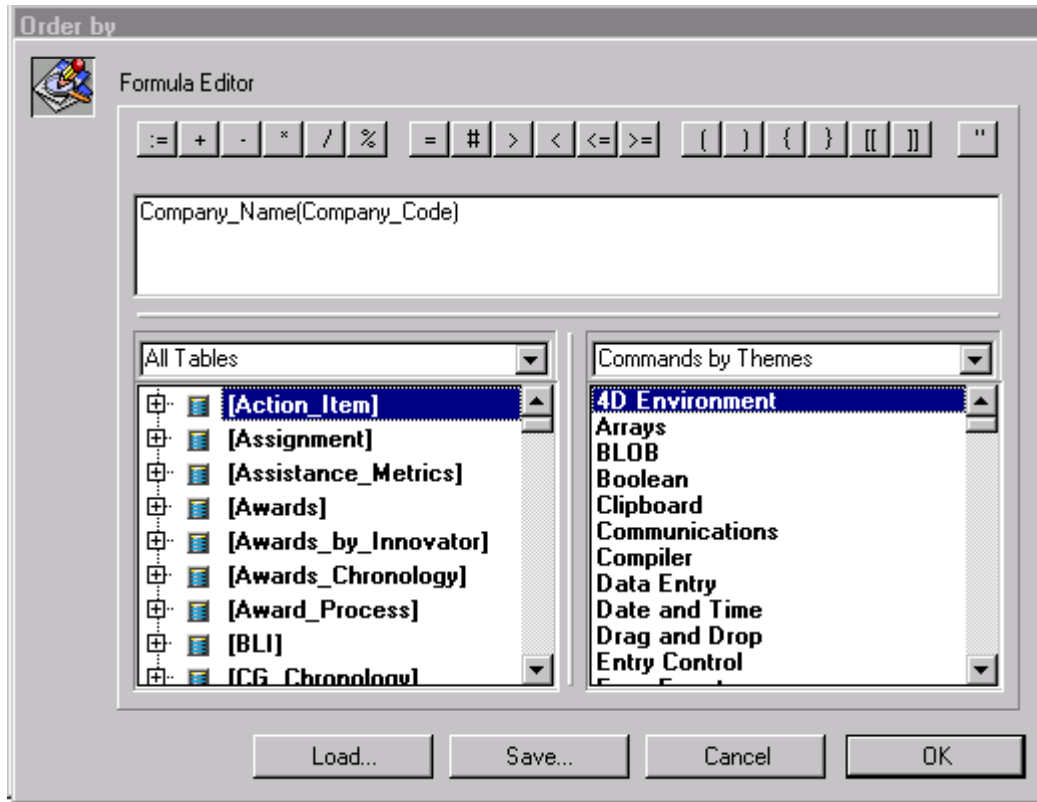 Order by
Formula Editor
:= + - * / % = # > < <= >= ( ) { } [[ ]] "
Company_Name(Company_Code)
All Tables
Commands by Themes
[Action_Item]
[Assignment]
[Assistance_Metrics]
[Awards]
[Awards_by_Innovator]
[Awards_Chronology]
[Award_Process]
[BLI]
[CG_Chronology]
4D Environment
Arrays
BLOB
Boolean
Clipboard
Communications
Compiler
Data Entry
Date and Time
Drag and Drop
Entry Control
Load...
Save...
Cancel
OK